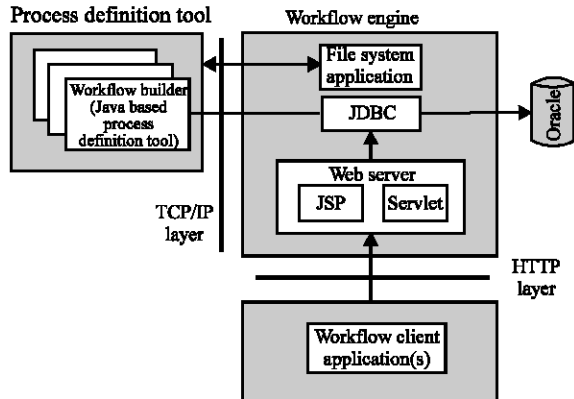 Process definition tool
Workflow engine
Workflow builder
(Java based
process
definition tool)
File system
application
JDBC
Oracle
Web server
JSP
Servlet
TCP/IP
layer
HTTP
layer
Workflow client
application(s)